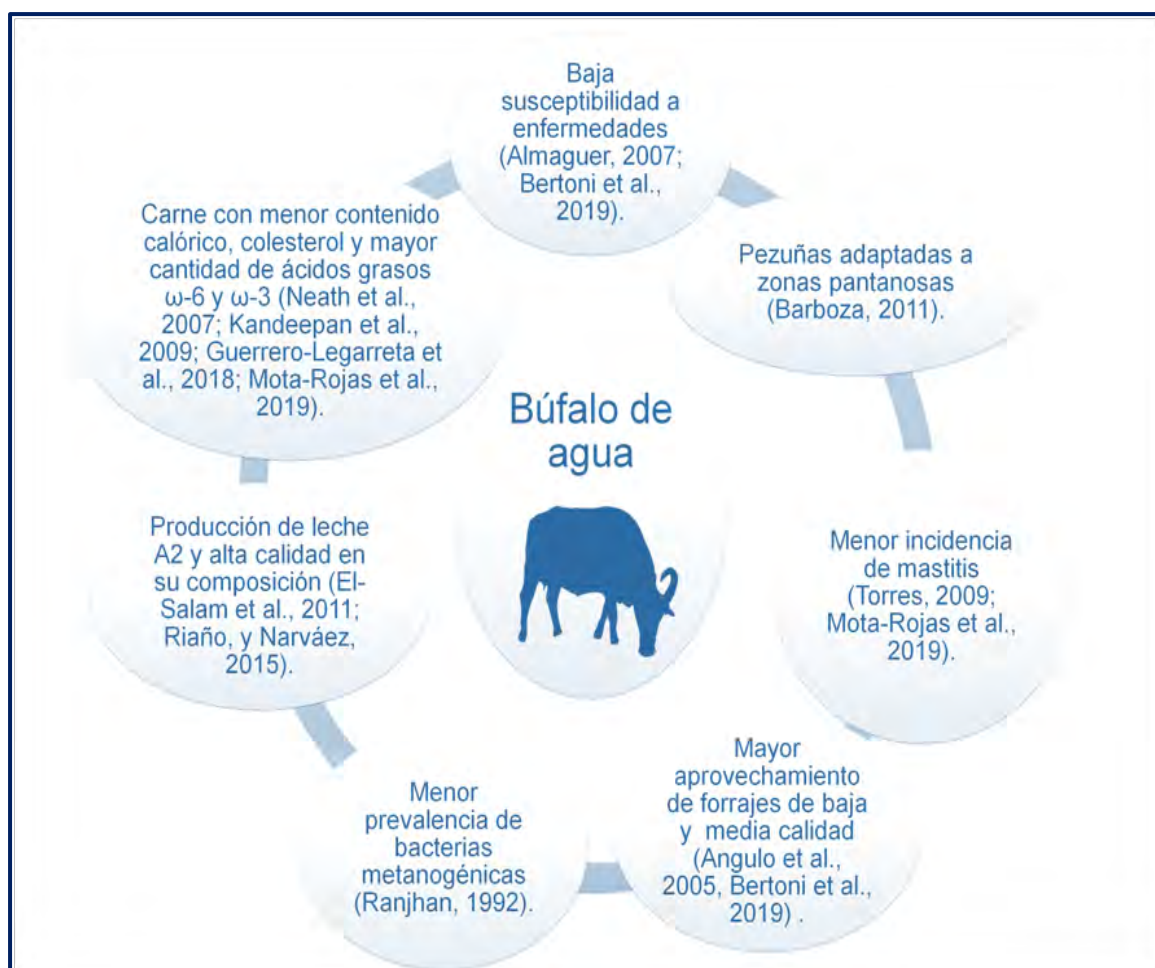 Baja
susceptibilidad a
enfermedades
(Almaguer, 2007;
Bertoni et al.,
2019).
Pezuñas adaptadas a
zonas pantanosas
(Barboza, 2011).
Menor incidencia
de mastitis
(Torres, 2009;
Mota-Rojas et al.,
2019).
Mayor
aprovechamiento
de forrajes de baja
y media calidad
(Angulo et al.,
2005, Bertoni et al.,
2019) .
Menor
prevalencia de
bacterias
metanogénicas
(Ranjhan, 1992).
Producción de leche
A2 y alta calidad en
su composición (El-
Salam et al., 2011;
Riaño, y Narváez,
2015).
Carne con menor contenido
calórico, colesterol y mayor
cantidad de ácidos grasos
ω-6 y ω-3 (Neath et al.,
2007; Kandeepan et al.,
2009; Guerrero-Legarreta et
al., 2018; Mota-Rojas et al.,
2019).
Búfalo de
agua